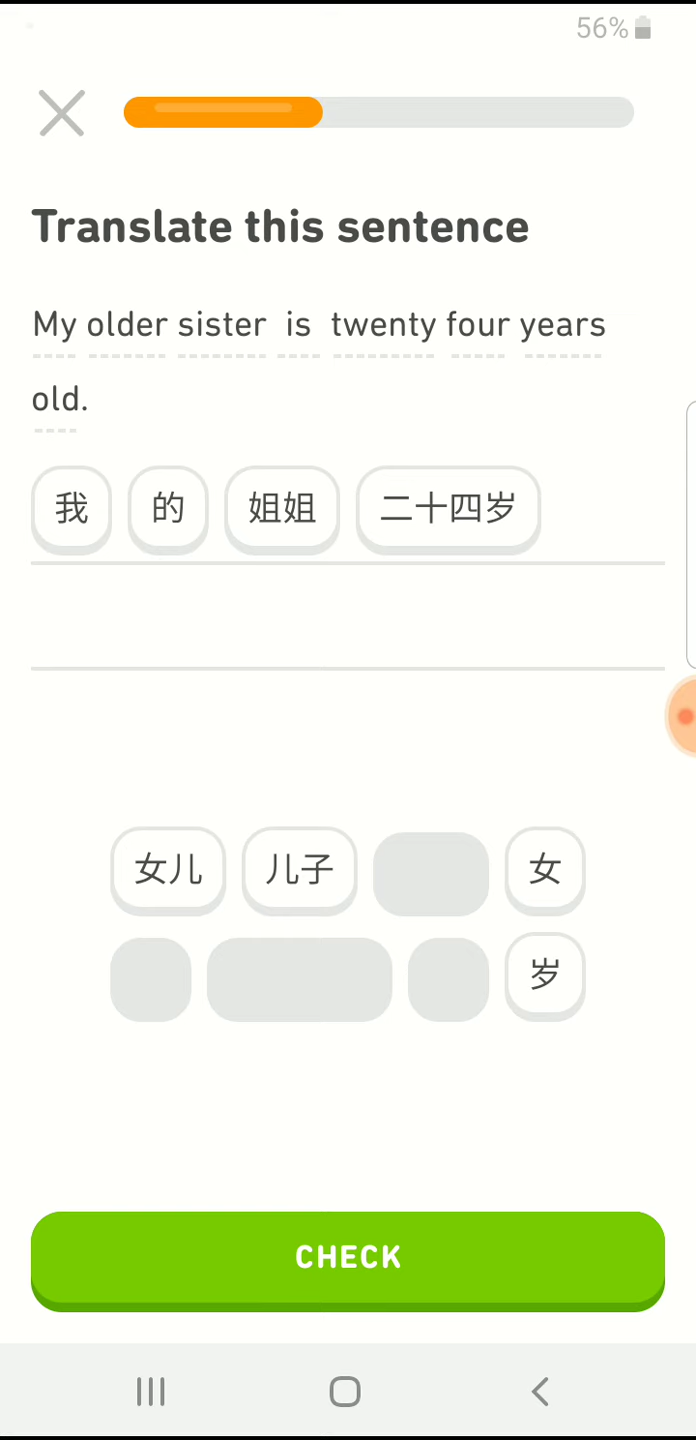 56%
Translate this sentence
My older sister is twenty four years
old.
我 的 姐姐 二十四岁
女儿 儿子 女
岁
CHECK